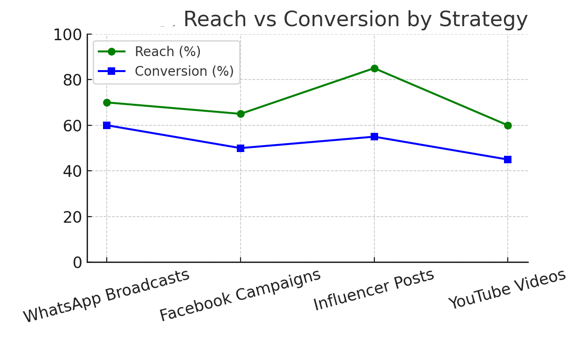 Reach vs Conversion by Strategy
100
80
60
40
20
0
Reach (%)
Conversion (%)
WhatsApp Broadcasts
Facebook Campaigns
Influencer Posts
YouTube Videos